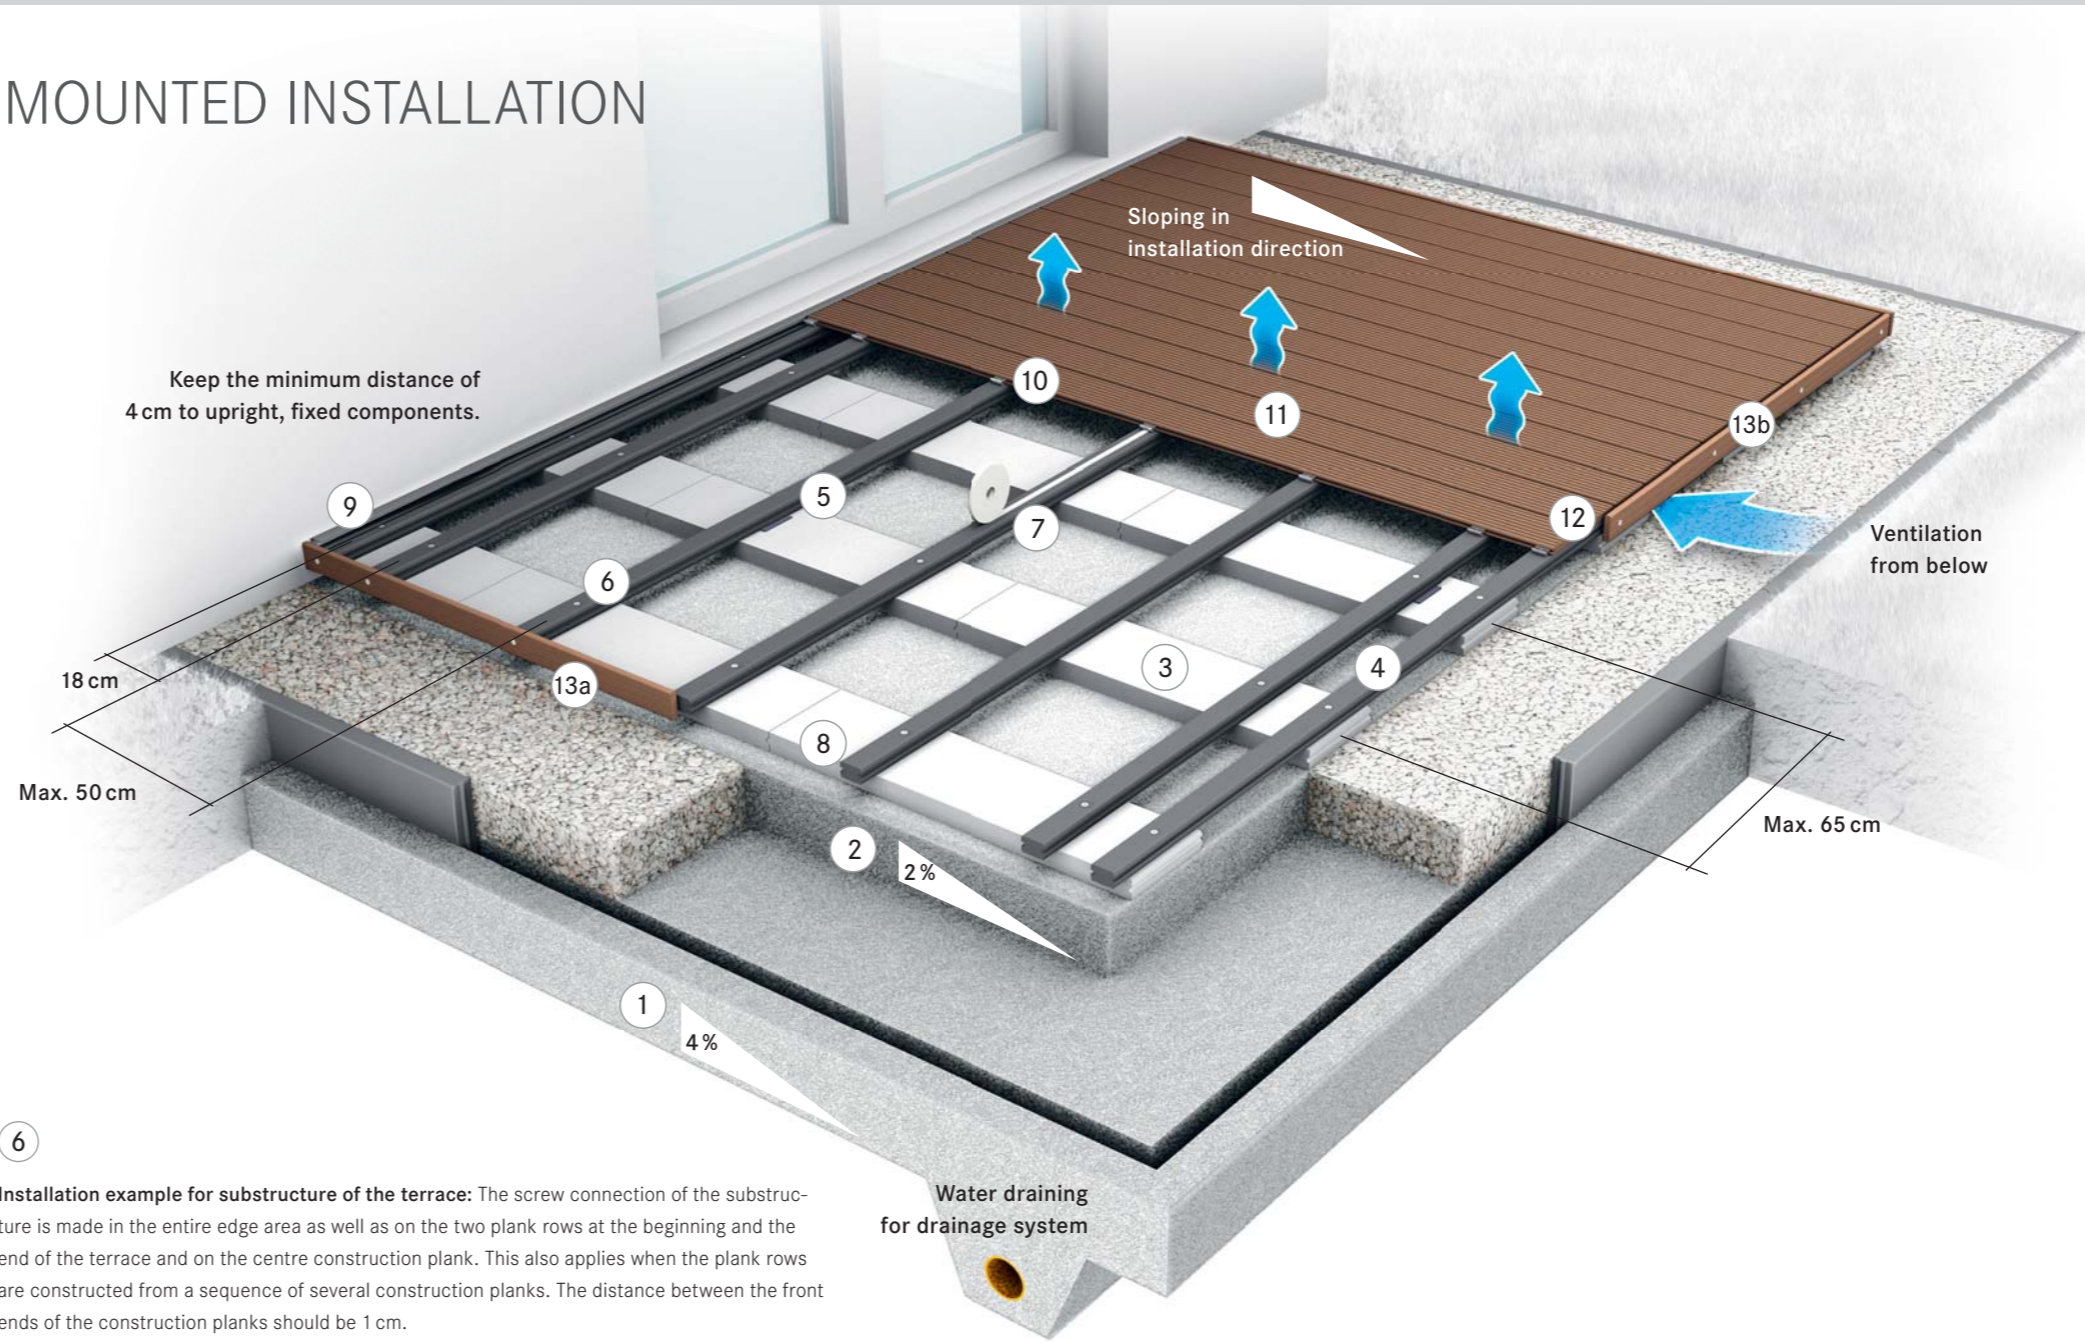 MOUNTED INSTALLATION
Sloping in
installation direction
Keep the minimum distance of
4 cm to upright, fixed components.
10
11
13b
9
5
7
12
Ventilation
from below
6
3
4
18 cm
13a
8
Max. 50 cm
Max. 65 cm
2
2 %
1
4 %
6
Installation example for substructure of the terrace: The screw connection of the substruc-
ture is made in the entire edge area as well as on the two plank rows at the beginning and the
end of the terrace and on the centre construction plank. This also applies when the plank rows
are constructed from a sequence of several construction planks. The distance between the front
ends of the construction planks should be 1 cm.
Water draining
for drainage system